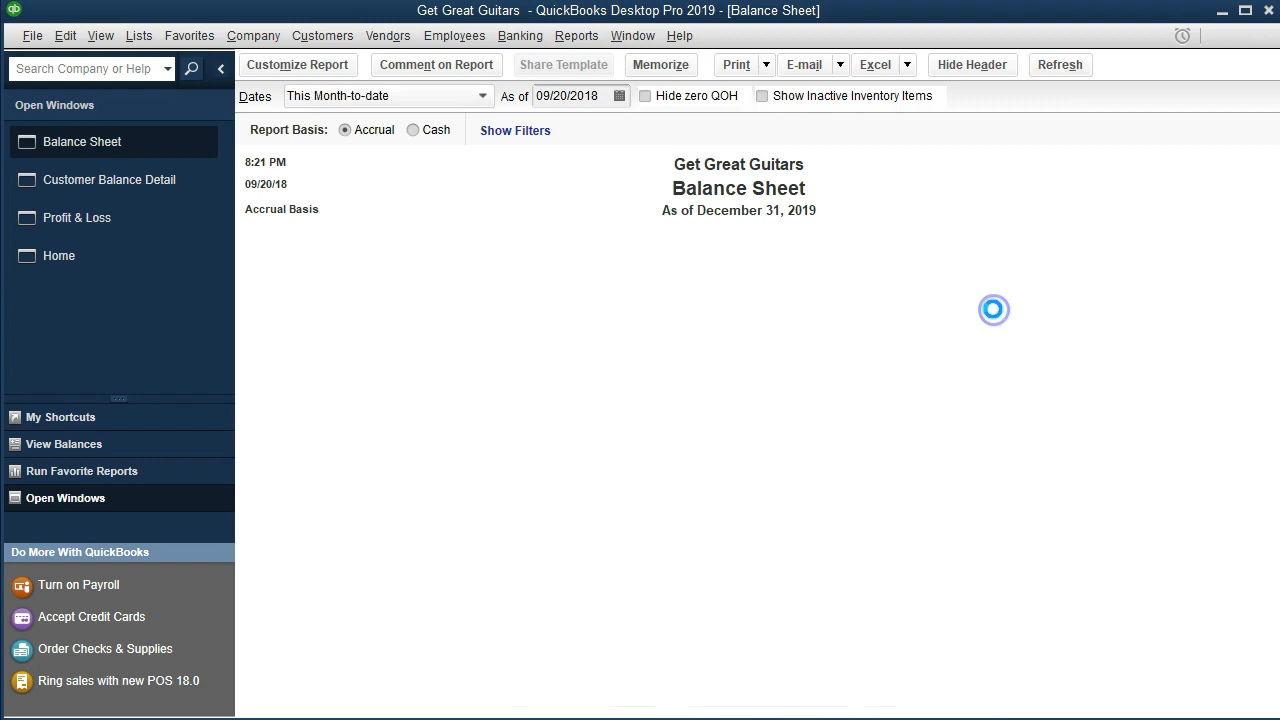 qb
Get Great Guitars - QuickBooks Desktop Pro 2019 - [Balance Sheet]
File Edit View Lists Favorites Company Customers Vendors Employees Banking Reports Window Help
Search Company or Help
Customize Report Comment on Report Share Template Memorize Print E-mail Excel Hide Header Refresh
Dates This Month-to-date As of 09/20/2018 Hide zero QOH Show Inactive Inventory Items
Report Basis: Accrual Cash Show Filters
Open Windows
Balance Sheet
Customer Balance Detail
Profit & Loss
Home
My Shortcuts
View Balances
Run Favorite Reports
Open Windows
Do More With QuickBooks
Turn on Payroll
Accept Credit Cards
Order Checks & Supplies
Ring sales with new POS 18.0
8:21 PM
09/20/18
Accrual Basis
Get Great Guitars
Balance Sheet
As of December 31, 2019